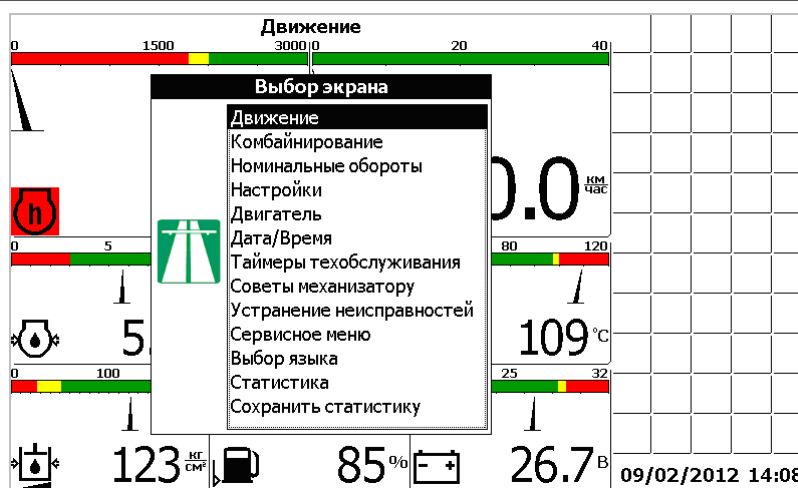 Движение
0 1500 3000 0 20 40
Выбор экрана
Движение
Комбайнирование
Номинальные обороты
Настройки
Двигатель
Дата/Время
Таймеры техобслуживания
Советы механизатору
Устранение неисправностей
Сервисное меню
Выбор языка
Статистика
Сохранить статистику
0.0 км/час
h
0 5 80 120
5. 109 °C
0 100 25 32
123 кг/см² 85% - + 26.7 В
09/02/2012 14:08